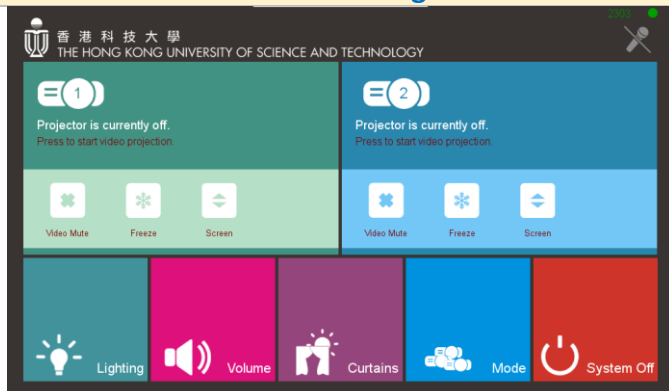 2303
香港科技大學
THE HONG KONG UNIVERSITY OF SCIENCE AND TECHNOLOGY
1
Projector is currently off.
Press to start video projection.
Video Mute
Freeze
Screen
2
Projector is currently off.
Press to start video projection.
Video Mute
Freeze
Screen
Lighting
Volume
Curtains
Mode
System Off